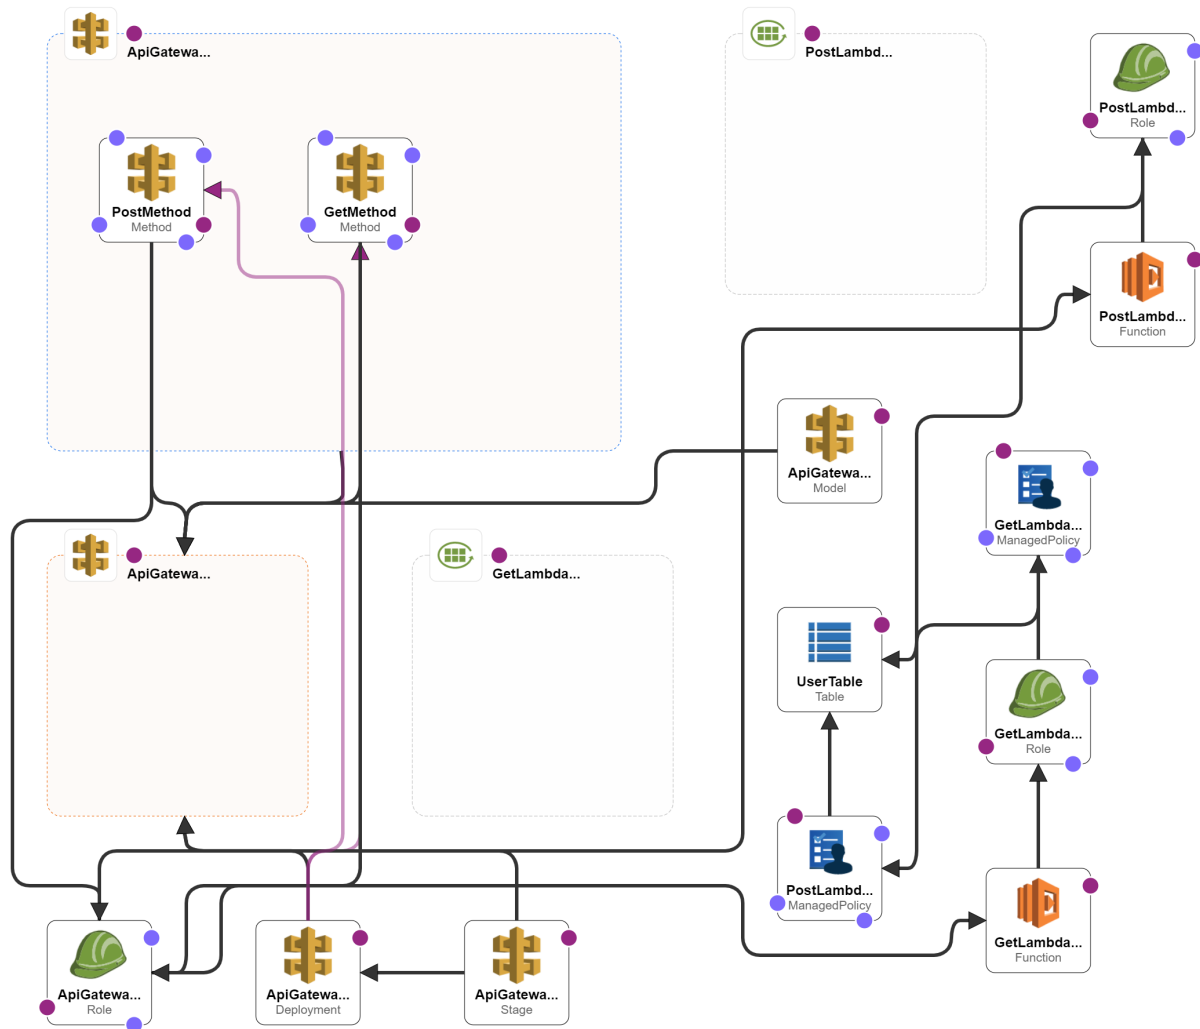 ApiGatewa...
PostLambd...
PostLambd...
Role
PostMethod
Method
GetMethod
Method
PostLambd...
Function
ApiGatewa...
Model
GetLambda...
ManagedPolicy
ApiGatewa...
GetLambda...
UserTable
Table
GetLambda...
Role
PostLambd...
ManagedPolicy
GetLambda...
Function
ApiGatewa...
Role
ApiGatewa...
Deployment
ApiGatewa...
Stage